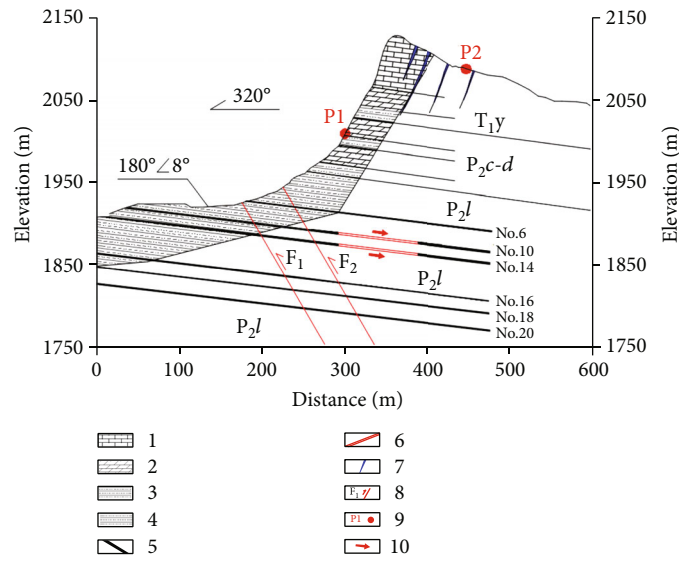 2150
2150
P2
320°
2050
2050
P1
T₁y
P₂c-d
180°∠8°
1950
1950
P₂l
No.6
No.10
No.14
F₁
F₂
1850
1850
P₂l
No.16
No.18
No.20
P₂l
1750
1750
Elevation (m)
Elevation (m)
0
100
200
300
400
500
600
Distance (m)
1
6
2
7
3
F₁
8
4
P1
9
5
10